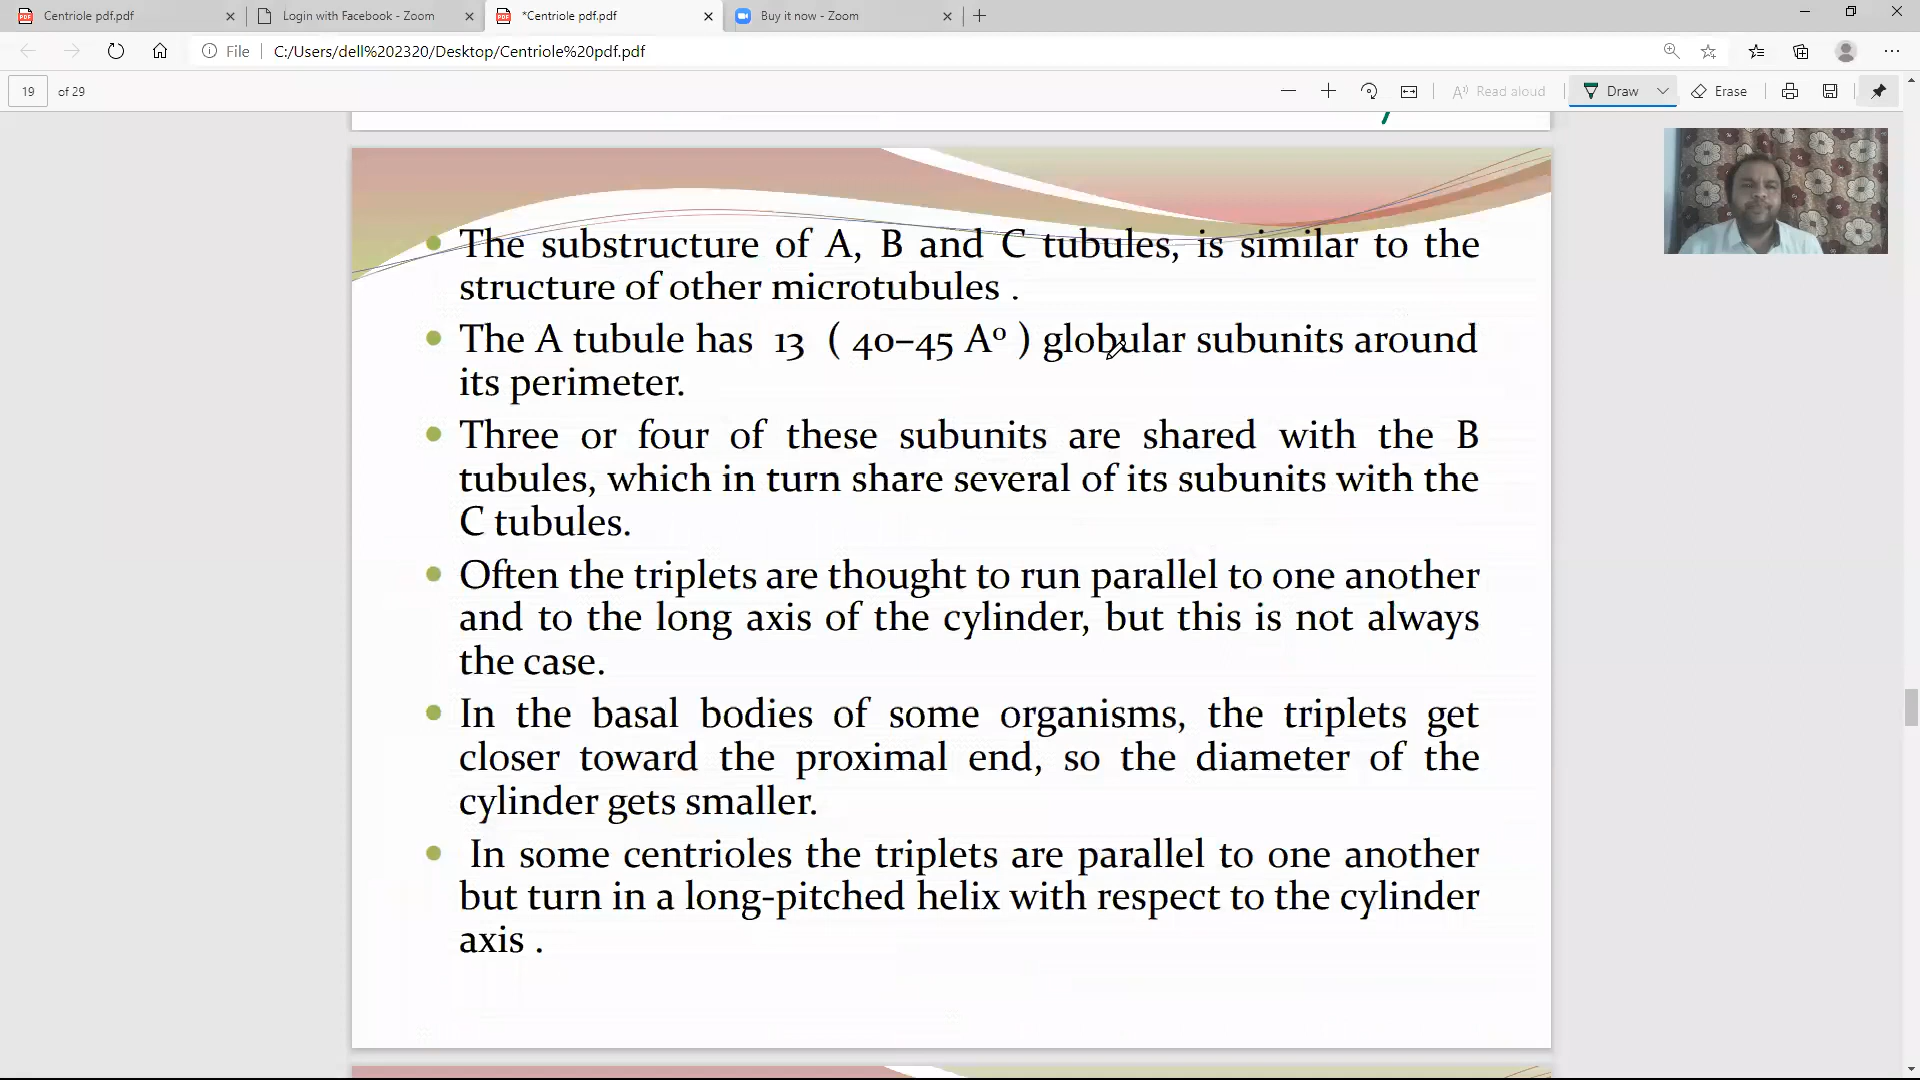 Centriole pdf.pdf
Login with Facebook - Zoom
*Centriole pdf.pdf
Buy it now - Zoom
File
C:/Users/dell%202320/Desktop/Centriole%20pdf.pdf
19 of 29
Read aloud
Draw
Erase
The substructure of A, B and C tubules, is similar to the
structure of other microtubules .
The A tubule has 13 ( 40–45 Aº ) globular subunits around
its perimeter.
Three or four of these subunits are shared with the B
tubules, which in turn share several of its subunits with the
C tubules.
Often the triplets are thought to run parallel to one another
and to the long axis of the cylinder, but this is not always
the case.
In the basal bodies of some organisms, the triplets get
closer toward the proximal end, so the diameter of the
cylinder gets smaller.
In some centrioles the triplets are parallel to one another
but turn in a long-pitched helix with respect to the cylinder
axis .